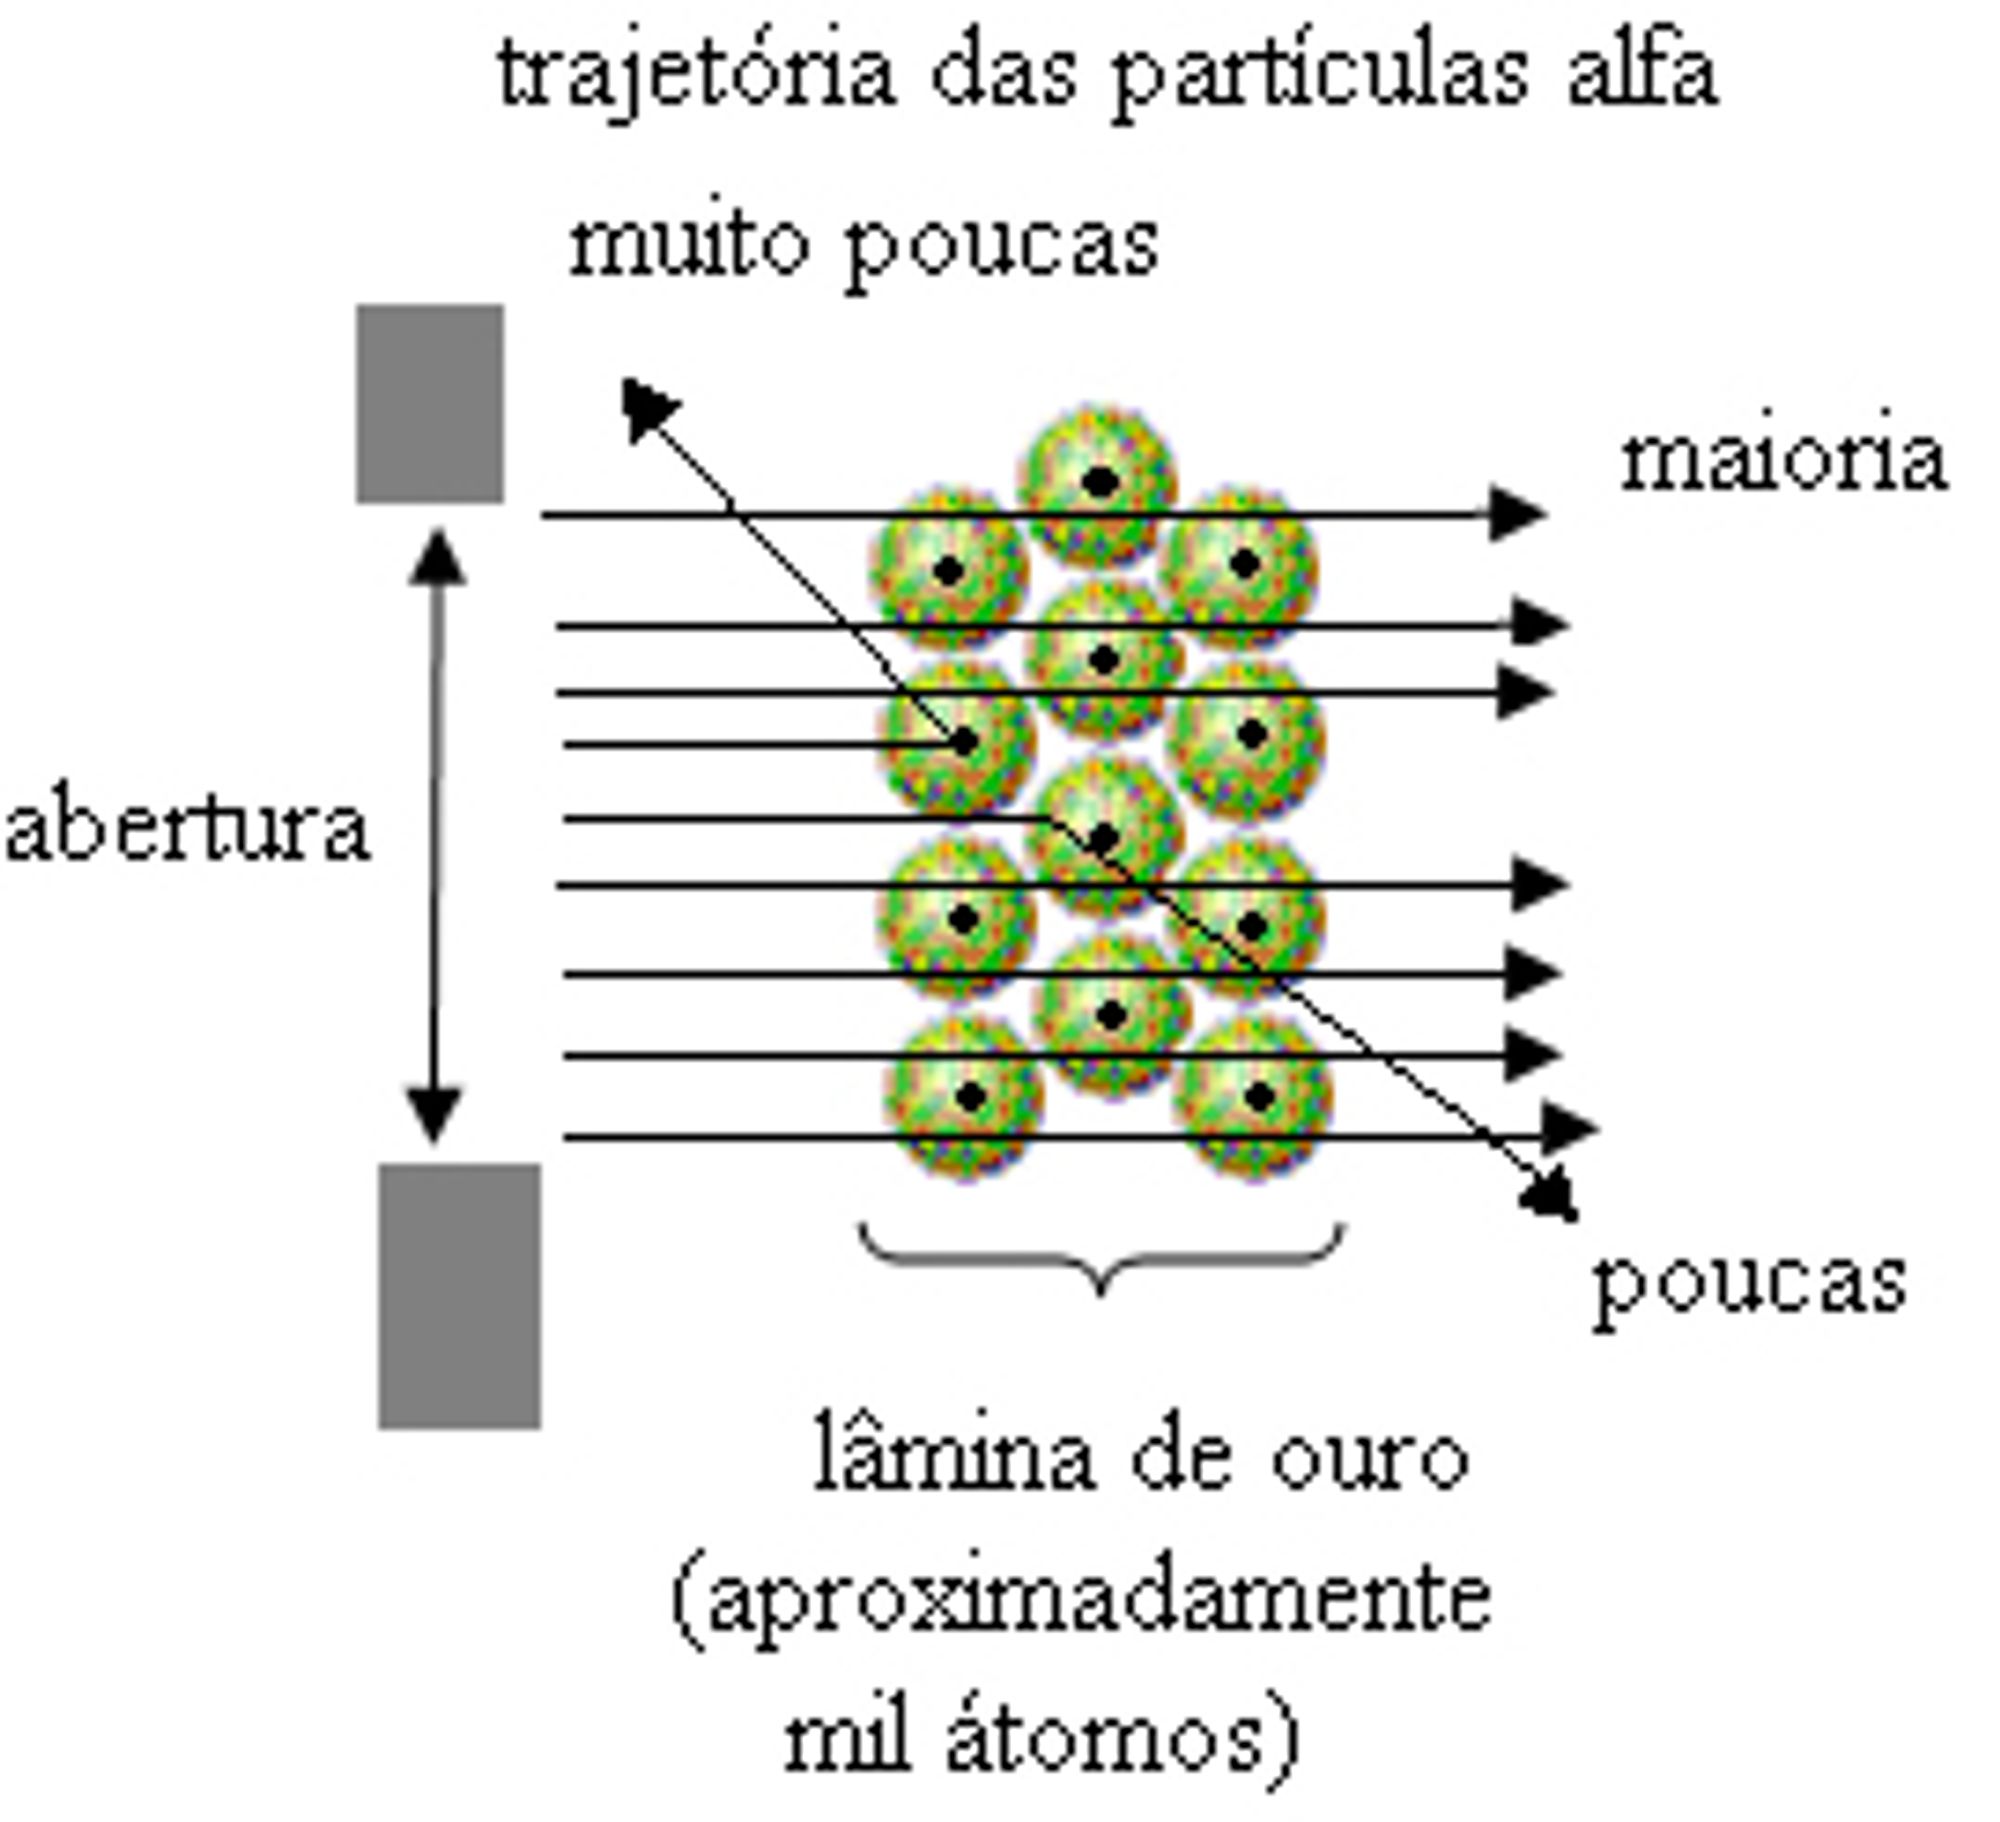 trajetória das partículas alfa
muito poucas
maioria
abertura
poucas
lâmina de ouro
(aproximadamente
mil átomos)